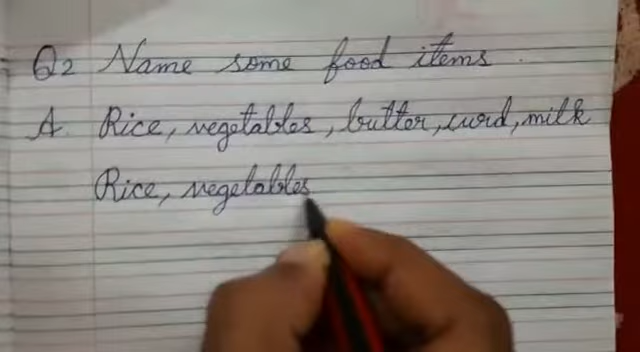 Q2 Name some food items.
A. Rice, vegetables, butter, curd, milk
Rice, vegetables